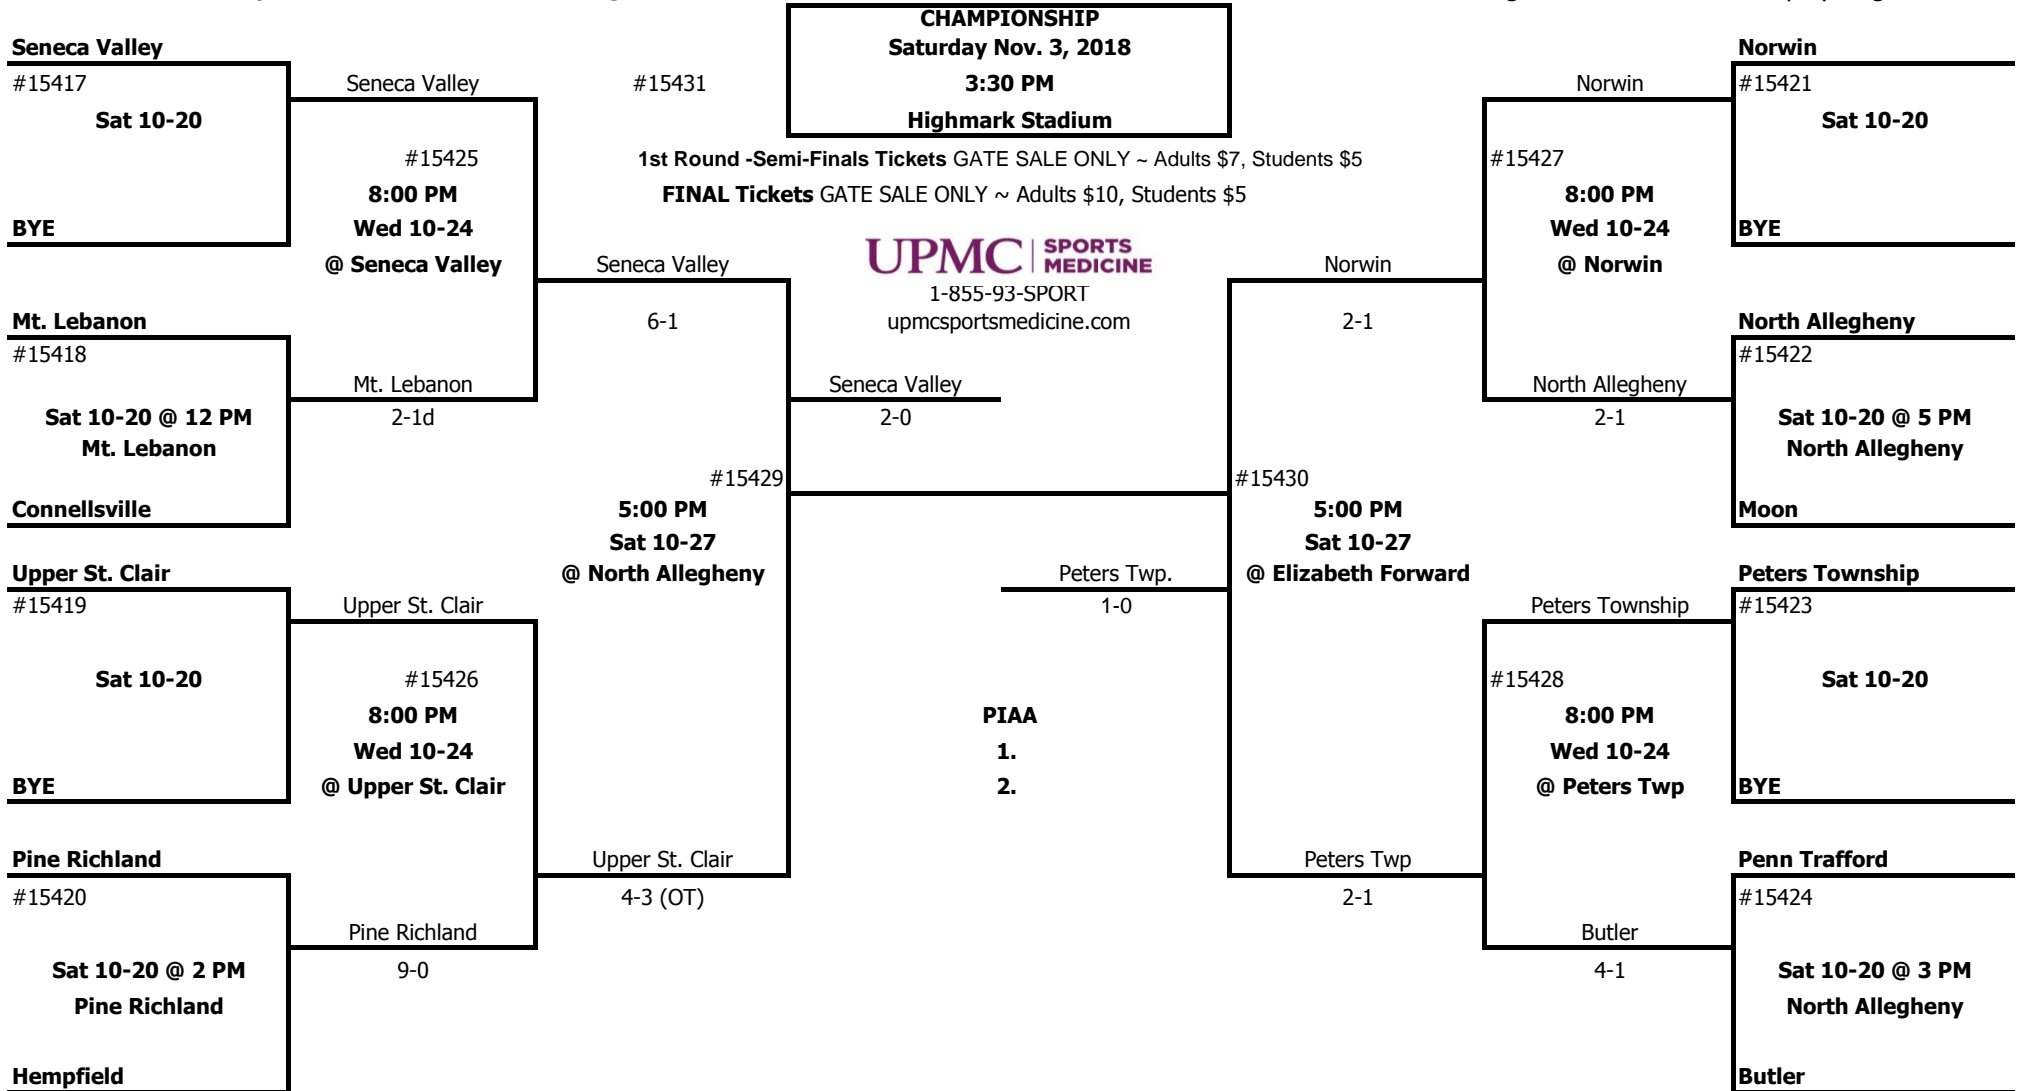 CHAMPIONSHIP
Seneca Valley
Saturday Nov. 3, 2018
Norwin
#15417
Seneca Valley
#15431
3:30 PM
Norwin
#15421
Sat 10-20
Highmark Stadium
Sat 10-20
#15425
1st Round -Semi-Finals Tickets GATE SALE ONLY ~ Adults $7, Students $5
#15427
8:00 PM
FINAL Tickets GATE SALE ONLY ~ Adults $10, Students $5
8:00 PM
BYE
Wed 10-24
Wed 10-24
BYE
@ Seneca Valley
Seneca Valley
UPMC | SPORTS
MEDICINE
Norwin
@ Norwin
1-855-93-SPORT
Mt. Lebanon
6-1
upmcsportsmedicine.com
2-1
North Allegheny
#15418
#15422
Mt. Lebanon
Seneca Valley
North Allegheny
Sat 10-20 @ 12 PM
2-1d
2-0
2-1
Sat 10-20 @ 5 PM
Mt. Lebanon
North Allegheny
#15429
#15430
Connellsville
5:00 PM
5:00 PM
Moon
Sat 10-27
Sat 10-27
Upper St. Clair
@ North Allegheny
Peters Twp.
@ Elizabeth Forward
Peters Township
#15419
Upper St. Clair
1-0
Peters Township
#15423
Sat 10-20
#15426
#15428
Sat 10-20
8:00 PM
PIAA
8:00 PM
Wed 10-24
1.
Wed 10-24
BYE
@ Upper St. Clair
2.
@ Peters Twp
BYE
Pine Richland
Upper St. Clair
Peters Twp
Penn Trafford
#15420
4-3 (OT)
2-1
#15424
Pine Richland
Butler
Sat 10-20 @ 2 PM
9-0
4-1
Sat 10-20 @ 3 PM
Pine Richland
North Allegheny
Hempfield
Butler